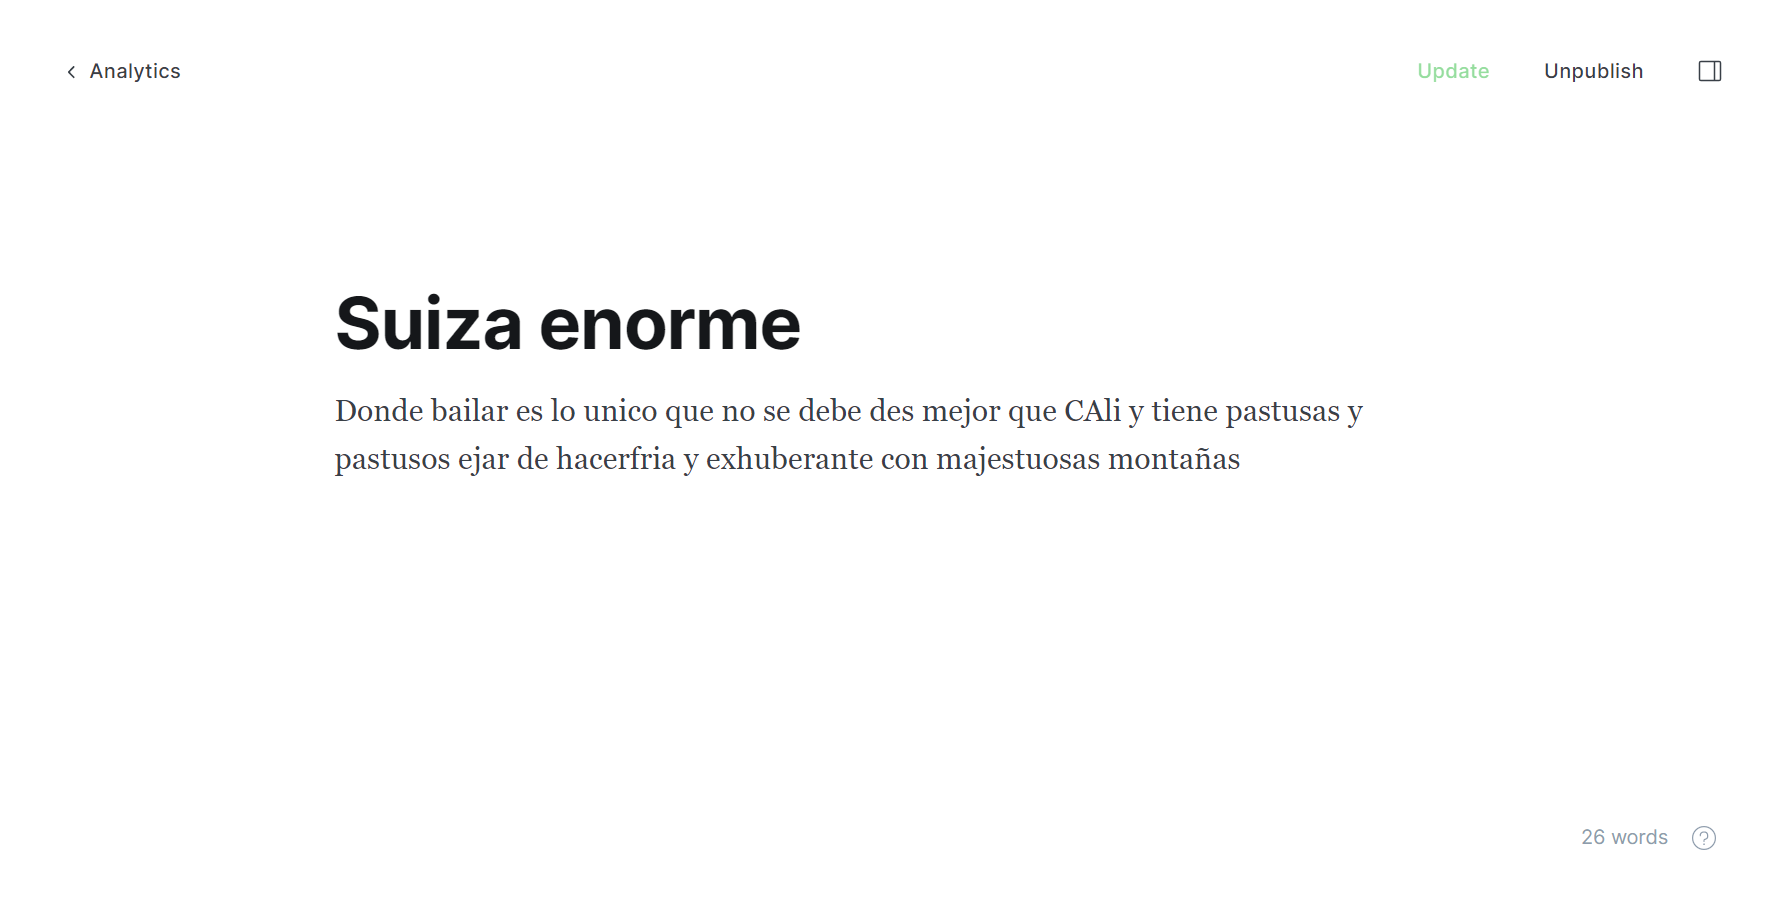 Analytics
Update
Unpublish
Suiza enorme
Donde bailar es lo unico que no se debe des mejor que CAli y tiene pastusas y
pastusos ejar de hacerfria y exhuberante con majestuosas montañas
26 words
?